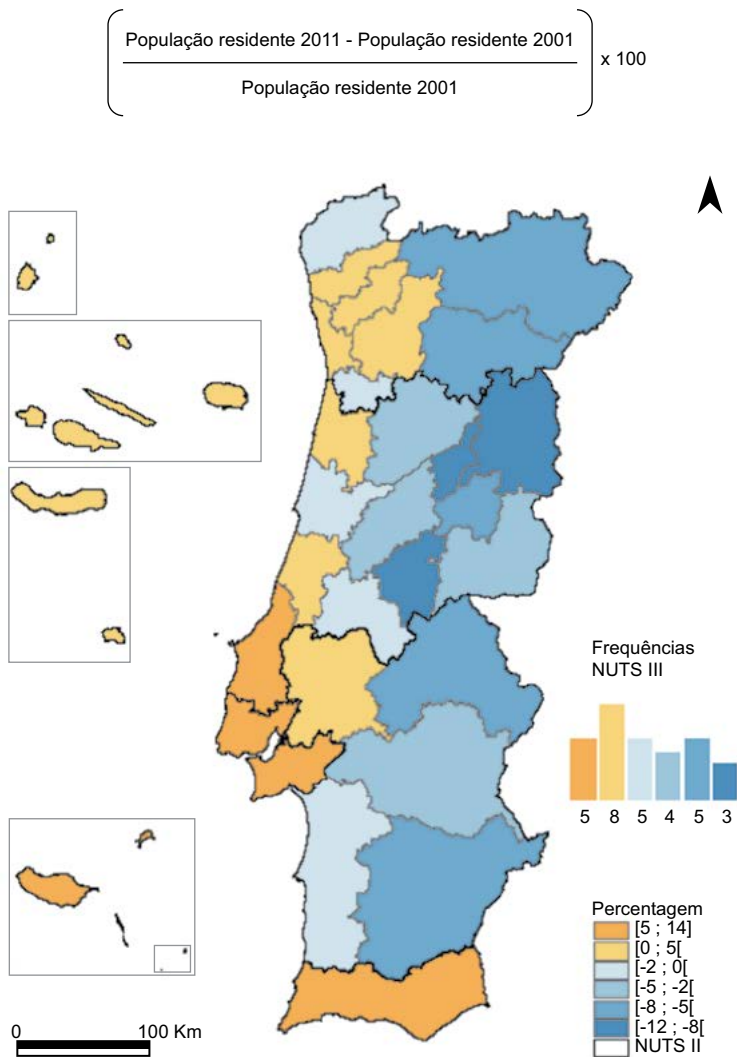 População residente 2011 - População residente 2001
População residente 2001
x 100
Frequências
NUTS III
5 8 5 4 5 3
Percentagem
[5 ; 14]
[0 ; 5[
[-2 ; 0[
[-5 ; -2[
[-8 ; -5[
[-12 ; -8[
NUTS II
0 100 Km